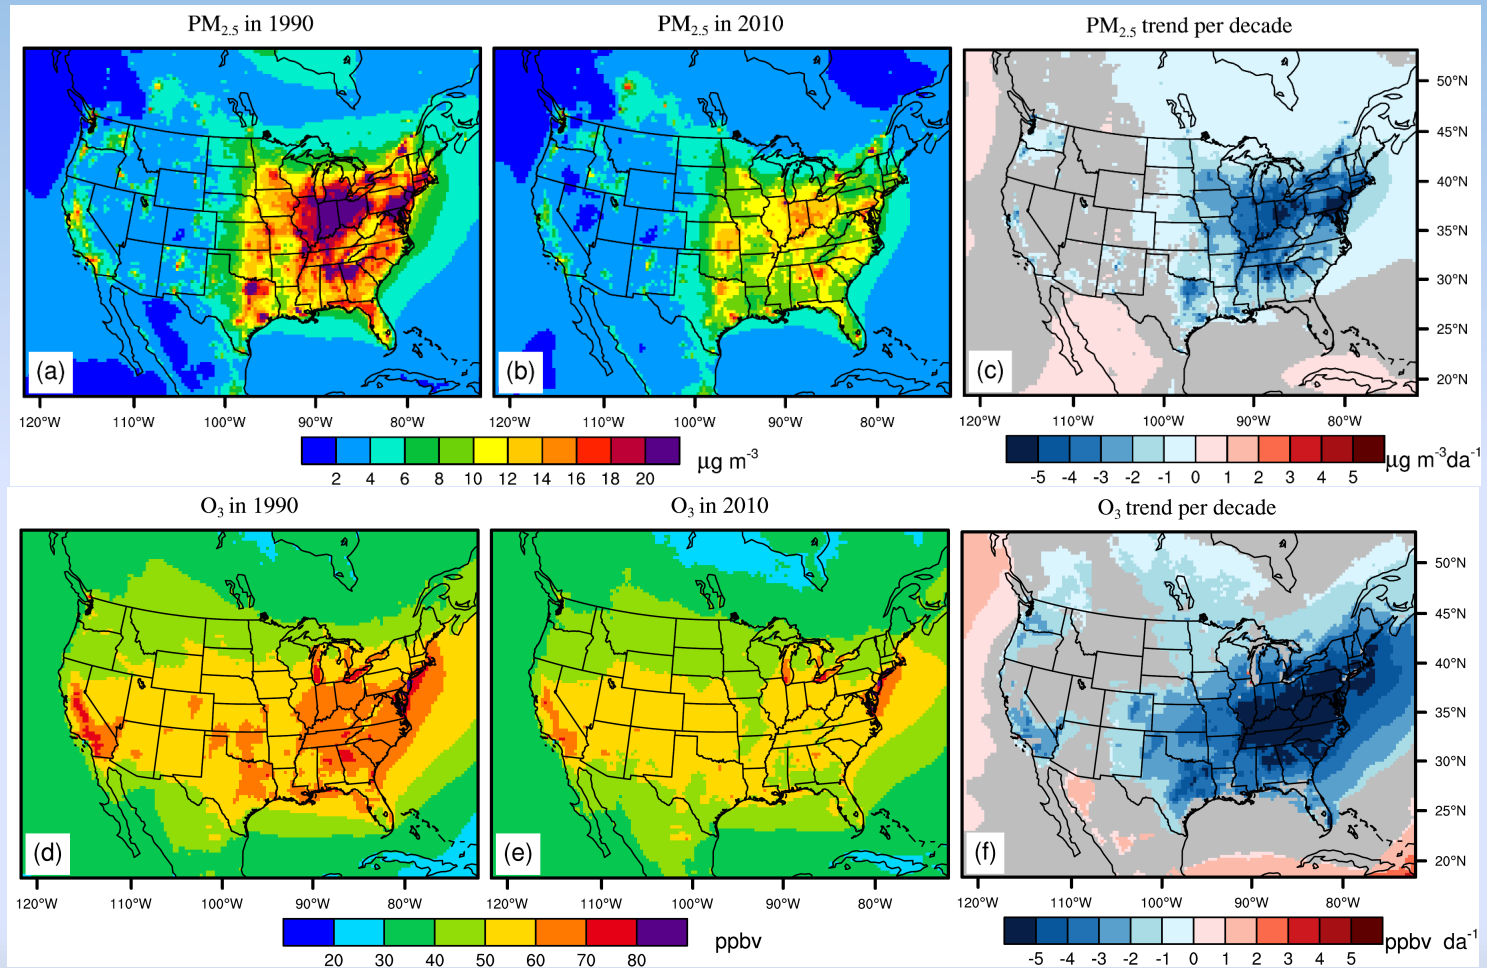 PM2.5 in 1990
PM2.5 in 2010
PM2.5 trend per decade
50°N
45°N
40°N
35°N
30°N
25°N
20°N
(a)
(b)
(c)
120°W 110°W 100°W 90°W 80°W
120°W 110°W 100°W 90°W 80°W
120°W 110°W 100°W 90°W 80°W
2 4 6 8 10 12 14 16 18 20
μg m-3
-5 -4 -3 -2 -1 0 1 2 3 4 5
μg m-3da-1
O3 in 1990
O3 in 2010
O3 trend per decade
50°N
45°N
40°N
35°N
30°N
25°N
20°N
(d)
(e)
(f)
120°W 110°W 100°W 90°W 80°W
120°W 110°W 100°W 90°W 80°W
120°W 110°W 100°W 90°W 80°W
20 30 40 50 60 70 80
ppbv
-5 -4 -3 -2 -1 0 1 2 3 4 5
ppbv da-1